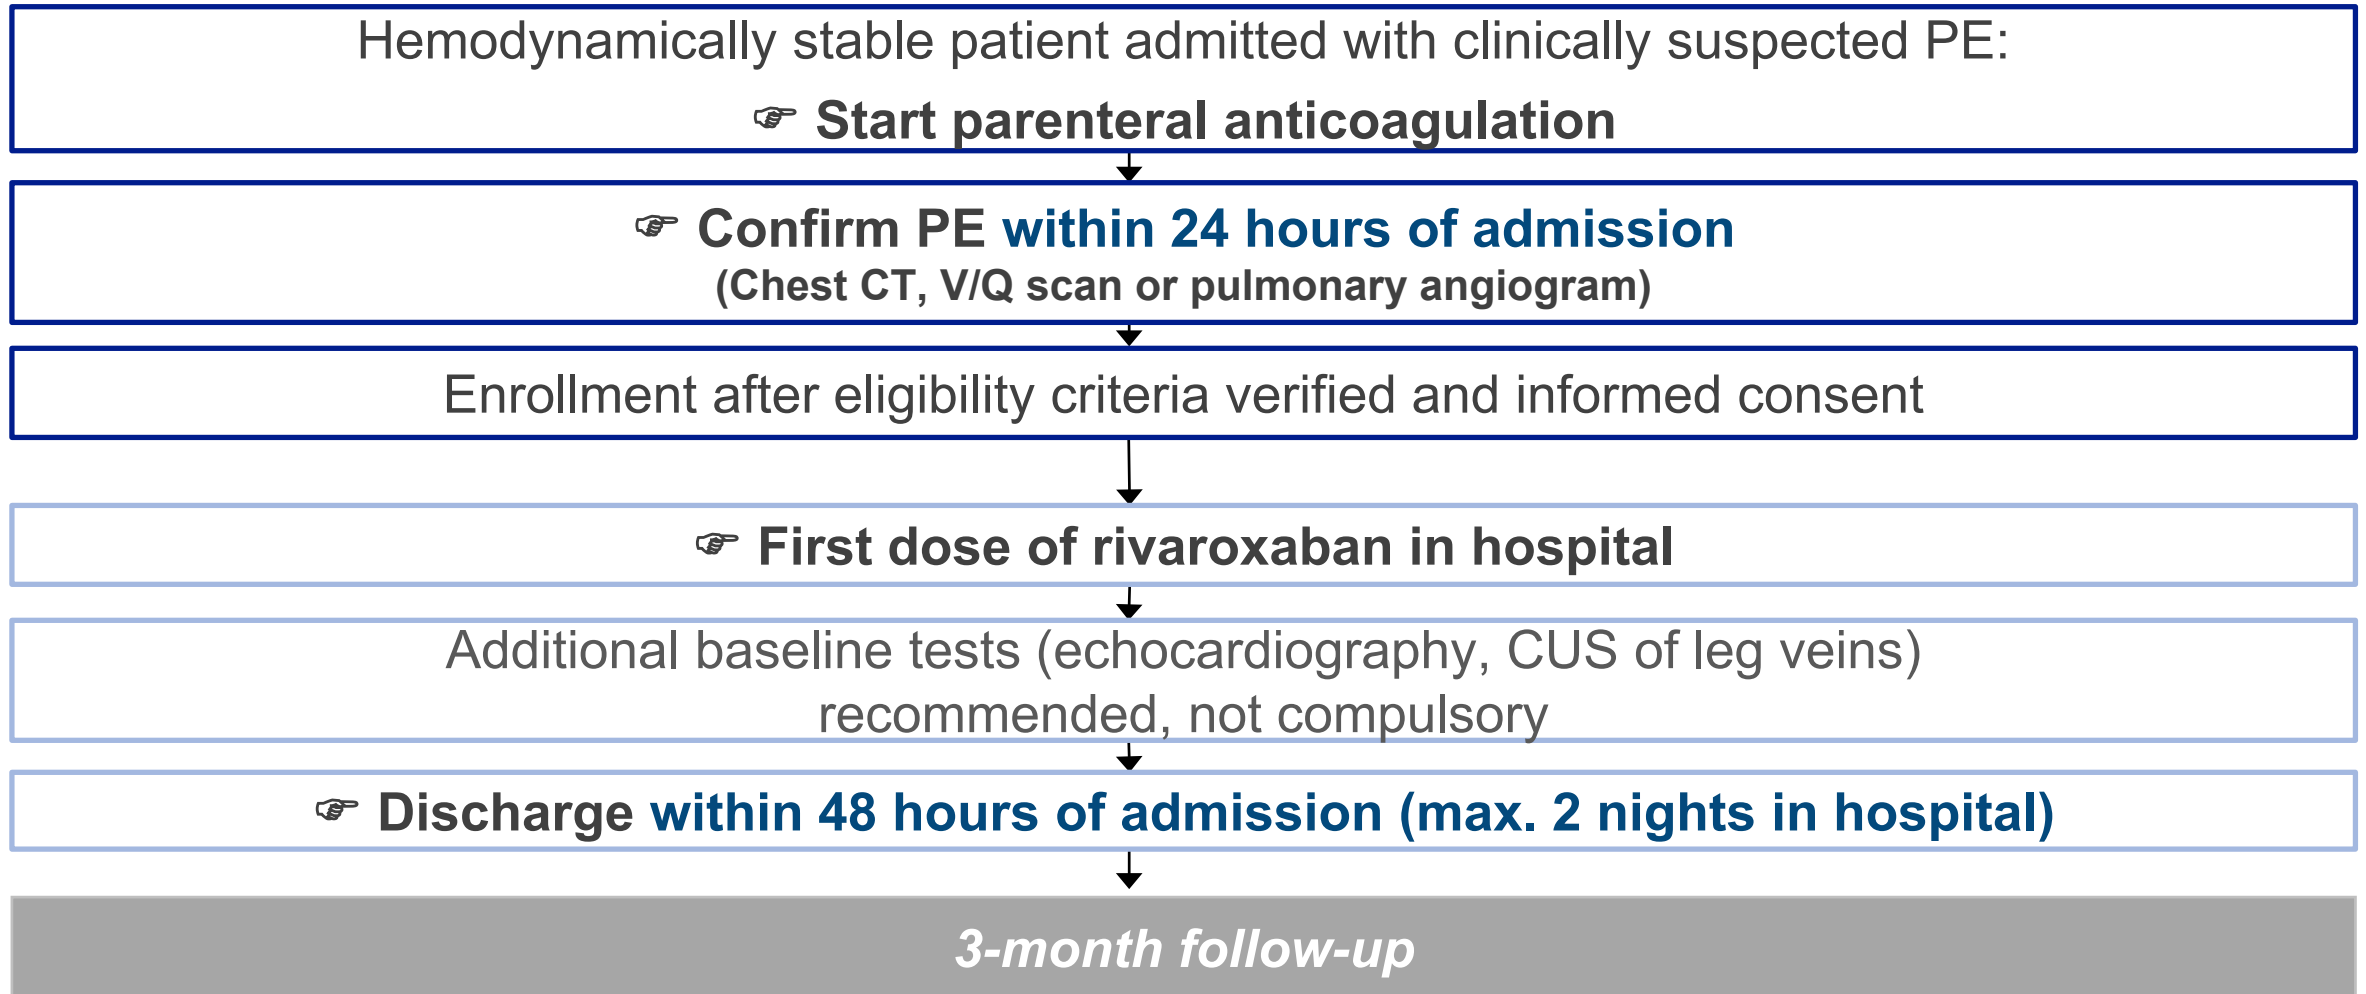 Hemodynamically stable patient admitted with clinically suspected PE:
☞ Start parenteral anticoagulation
☞ Confirm PE within 24 hours of admission
(Chest CT, V/Q scan or pulmonary angiogram)
Enrollment after eligibility criteria verified and informed consent
☞ First dose of rivaroxaban in hospital
Additional baseline tests (echocardiography, CUS of leg veins)
recommended, not compulsory
☞ Discharge within 48 hours of admission (max. 2 nights in hospital)
3-month follow-up